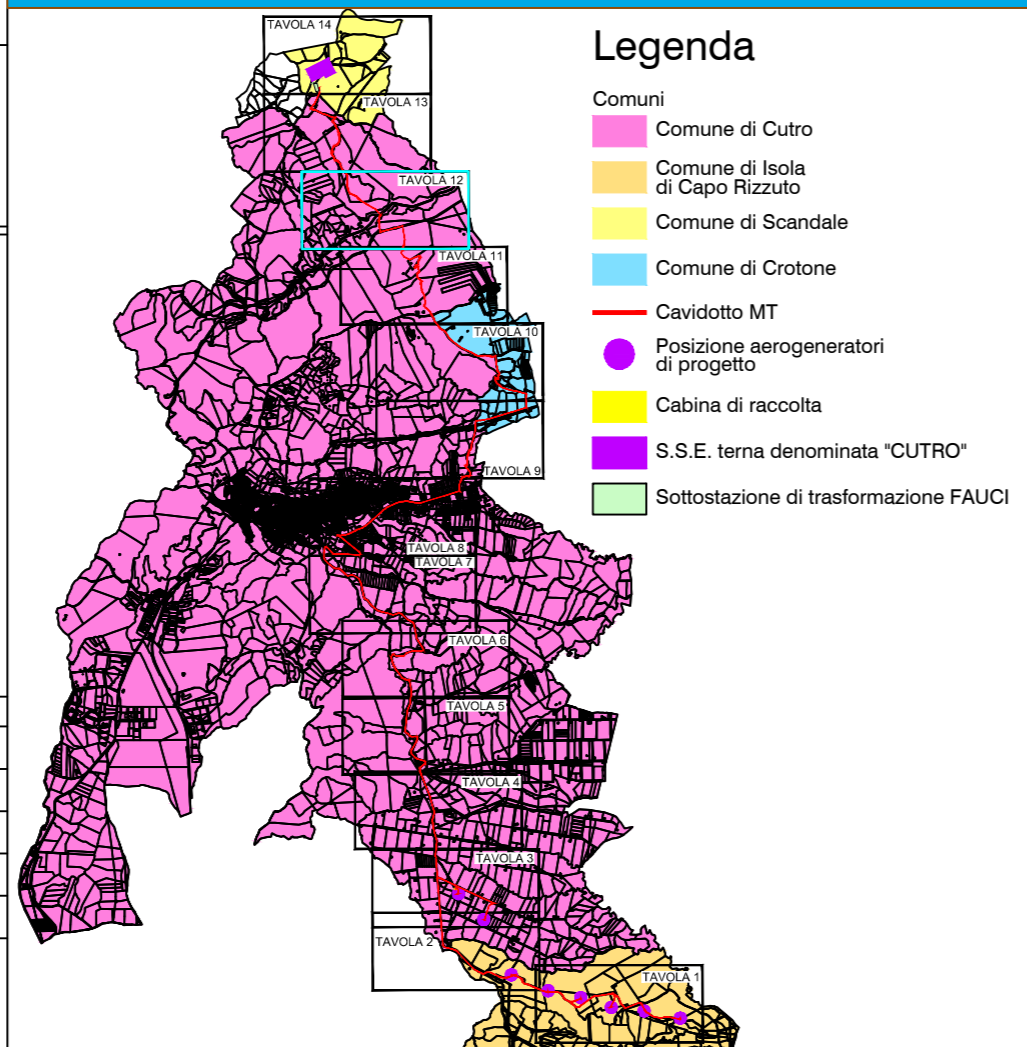 TAVOLA 14
TAVOLA 13
TAVOLA 12
TAVOLA 11
TAVOLA 10
TAVOLA 9
TAVOLA 8
TAVOLA 7
TAVOLA 6
TAVOLA 5
TAVOLA 4
TAVOLA 3
TAVOLA 2
TAVOLA 1
Legenda
Comuni
Comune di Cutro
Comune di Isola
di Capo Rizzuto
Comune di Scandale
Comune di Crotone
Cavidotto MT
Posizione aerogeneratori
di progetto
Cabina di raccolta
S.S.E. terna denominata "CUTRO"
Sottostazione di trasformazione FAUCI